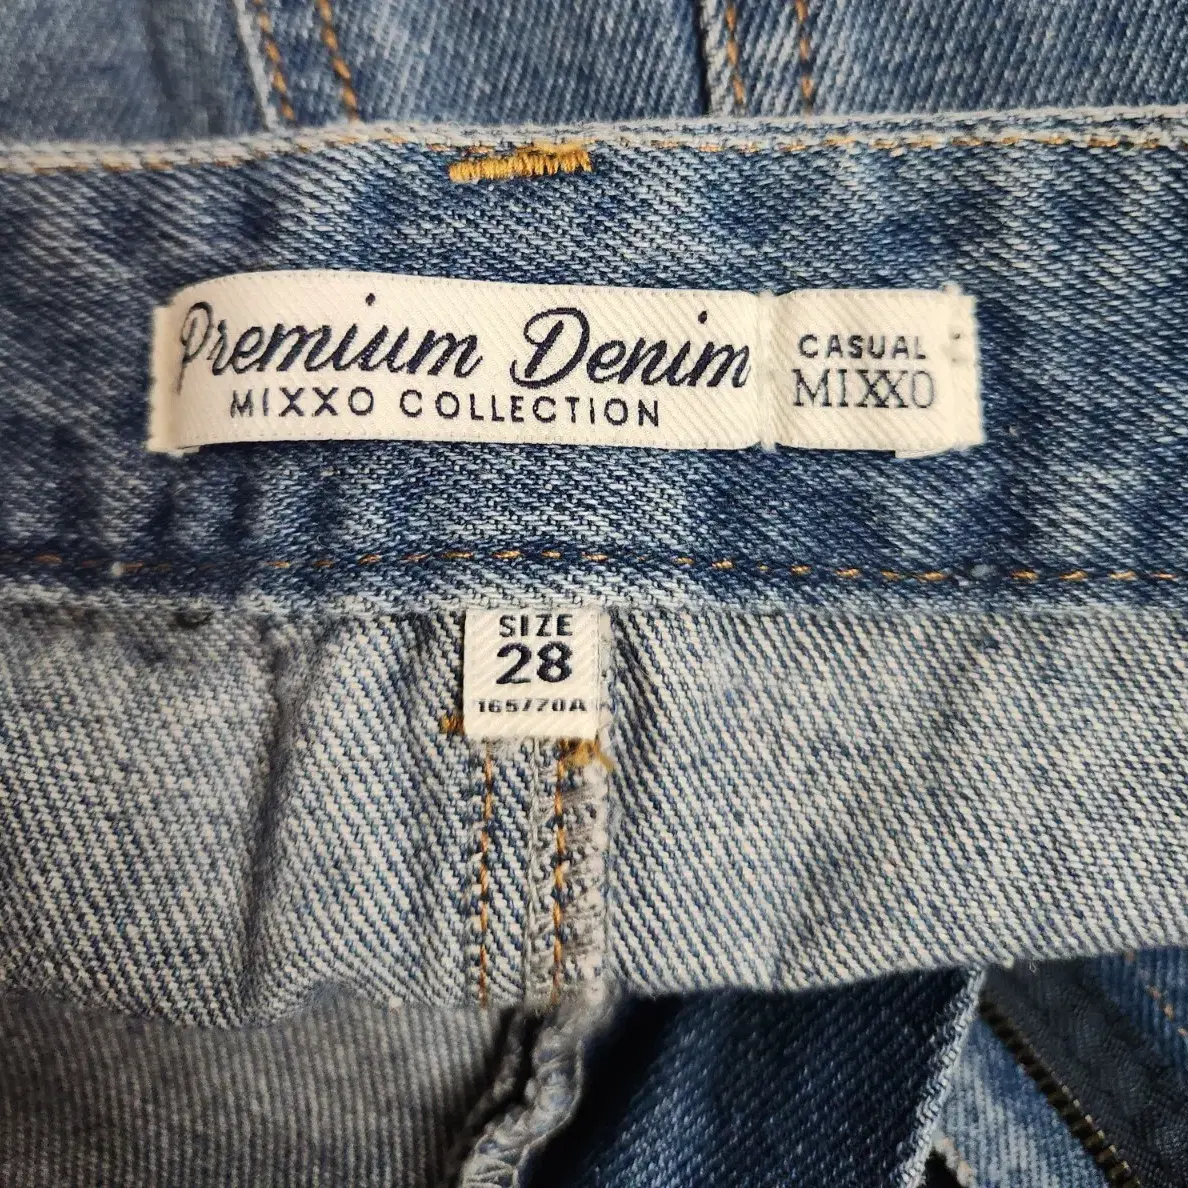 Premium Denim
MIXXO COLLECTION
CASUAL
MIXXO
SIZE
28
165/70A